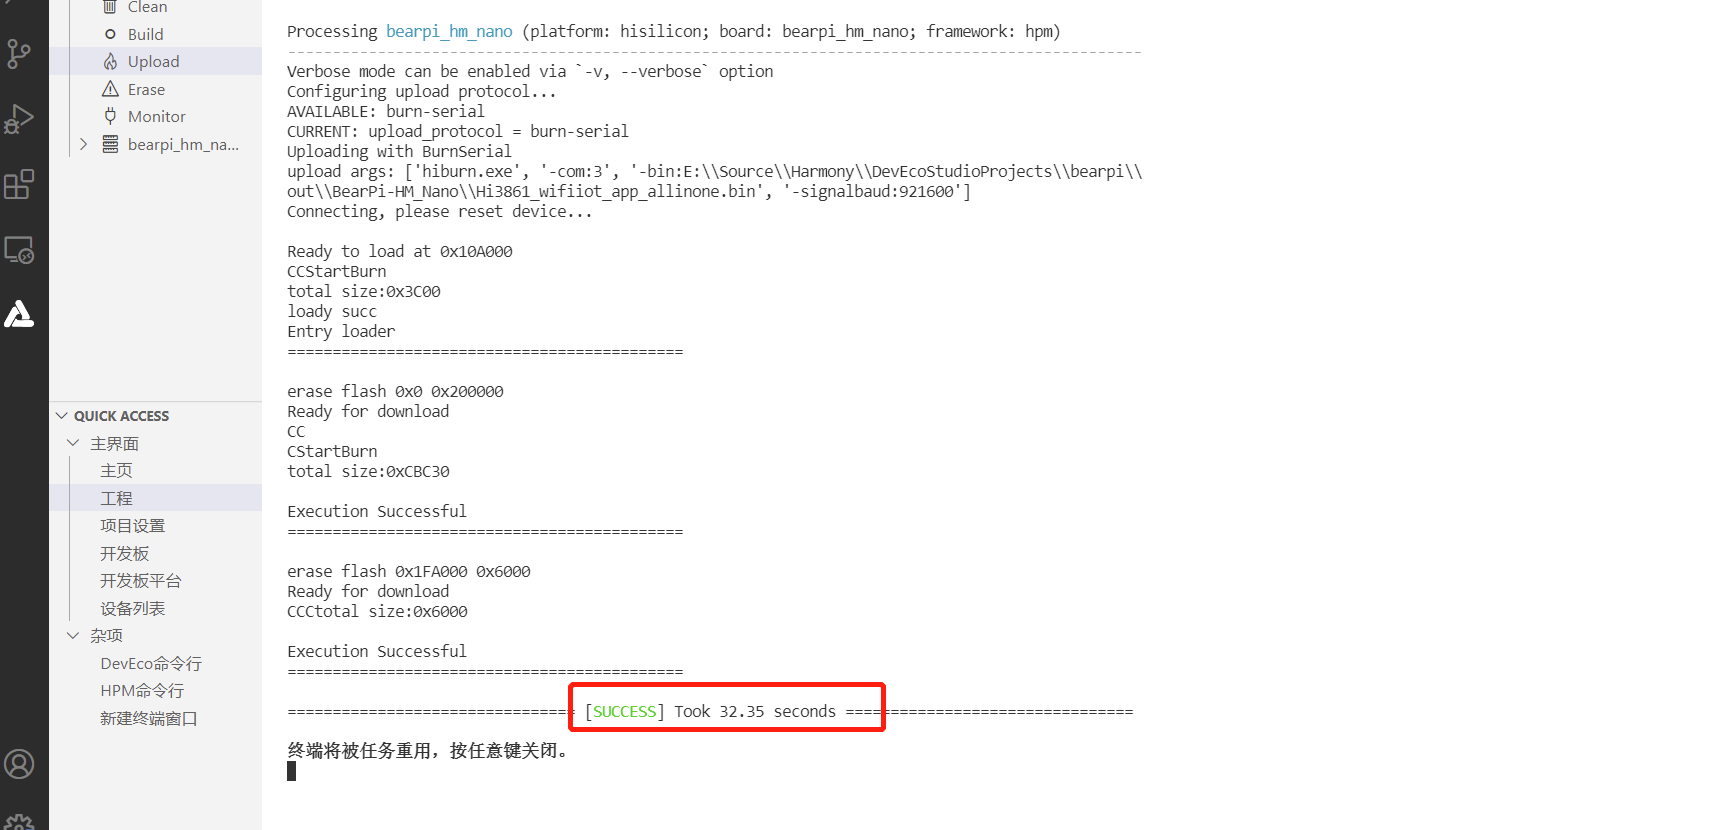 Clean
Build
Upload
Erase
Monitor
bearpi_hm_na...
QUICK ACCESS
主界面
主页
工程
项目设置
开发板
开发板平台
设备列表
杂项
DevEco命令行
HPM命令行
新建终端窗口
Processing bearpi_hm_nano (platform: hisilicon; board: bearpi_hm_nano; framework: hpm)
-----------------------------------------------------------------------------------------------
Verbose mode can be enabled via `-v, --verbose` option
Configuring upload protocol...
AVAILABLE: burn-serial
CURRENT: upload_protocol = burn-serial
Uploading with BurnSerial
upload args: ['hiburn.exe', '-com:3', '-bin:E:\\Source\\Harmony\\DevEcoStudioProjects\\bearpi\\
out\\BearPi-HM_Nano\\Hi3861_wifiiot_app_allinone.bin', '-signalbaud:921600']
Connecting, please reset device...
Ready to load at 0x10A000
CCStartBurn
total size:0x3C00
loady succ
Entry loader
============================================
erase flash 0x0 0x200000
Ready for download
CC
CStartBurn
total size:0xCBC30
Execution Successful
============================================
erase flash 0x1FA000 0x6000
Ready for download
CCCtotal size:0x6000
Execution Successful
============================================
================================ [SUCCESS] Took 32.35 seconds ================================
终端将被任务重用，按任意键关闭。